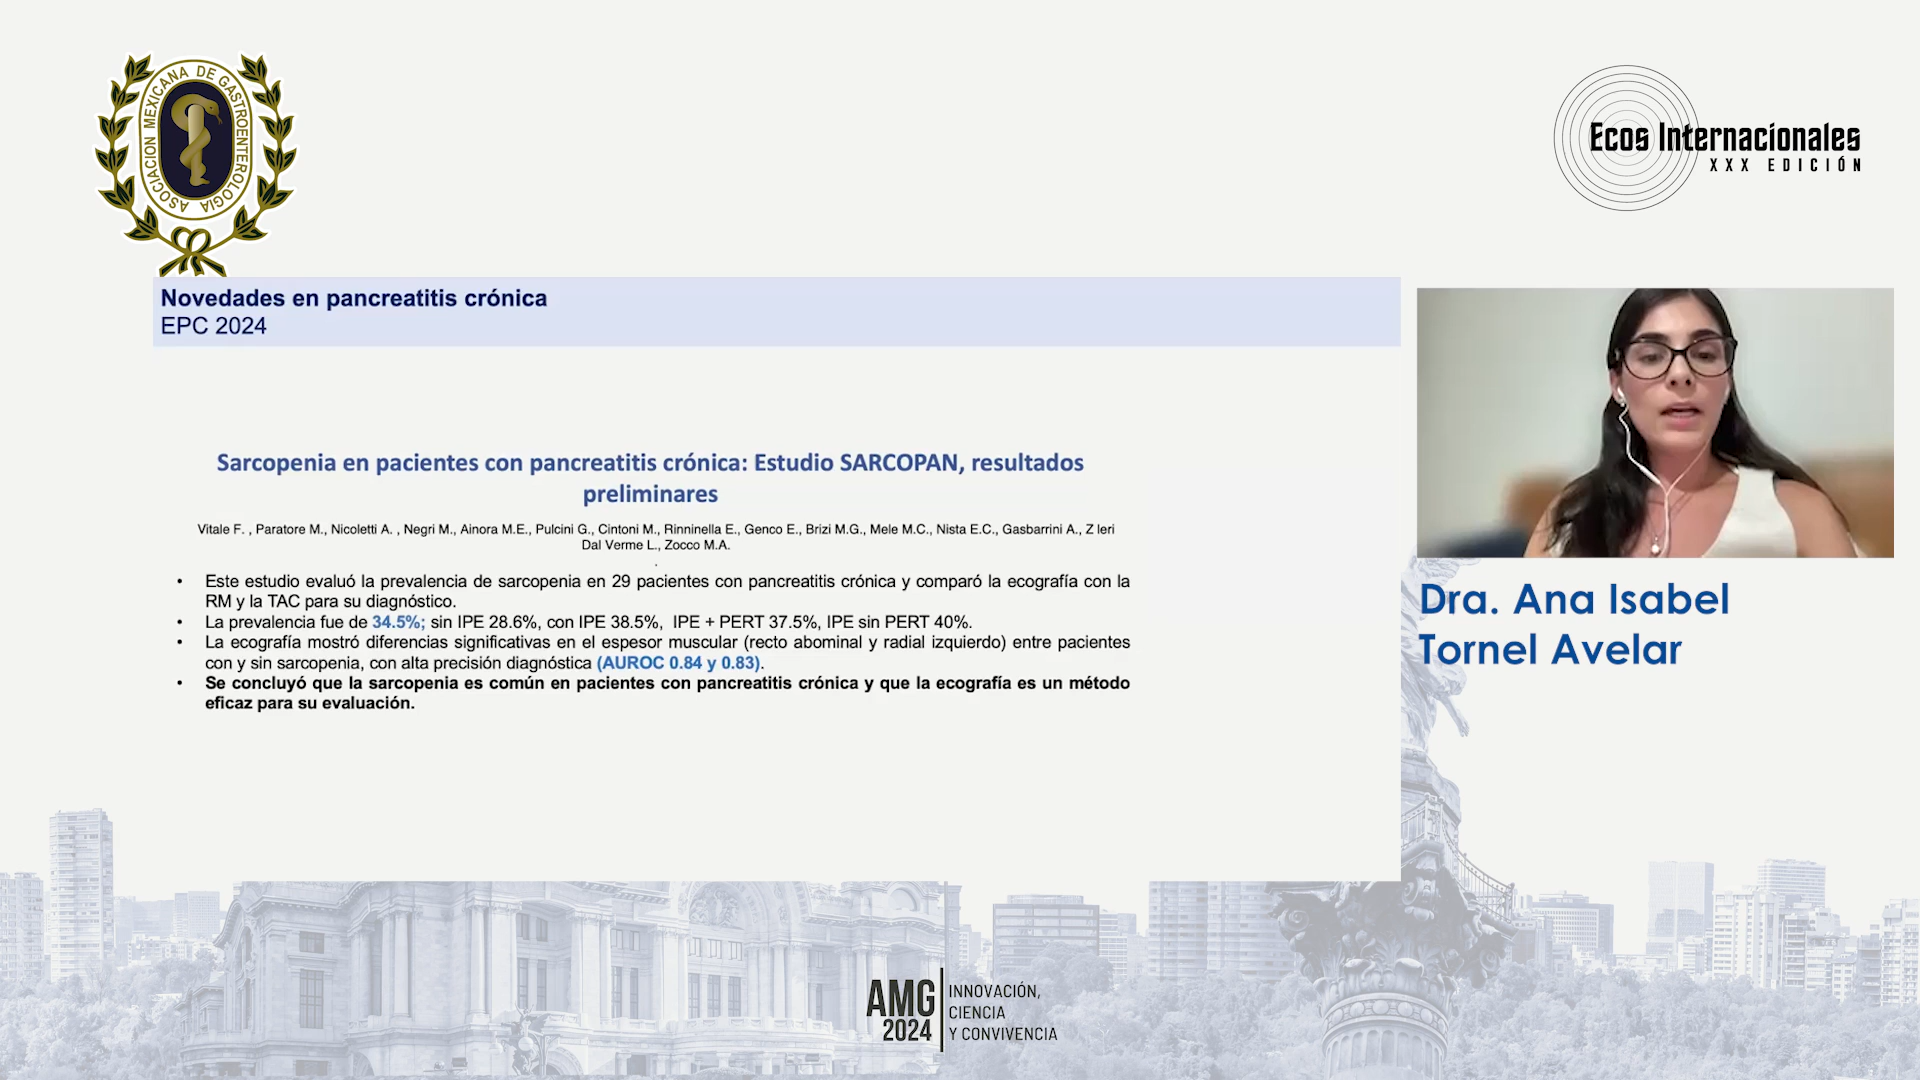 ASOCIACION MEXICANA DE GASTROENTEROLOGIA
Ecos Internacionales
XXX EDICIÓN
Novedades en pancreatitis crónica
EPC 2024
Sarcopenia en pacientes con pancreatitis crónica: Estudio SARCOPAN, resultados
preliminares
Vitale F. , Paratore M., Nicoletti A. , Negri M., Ainora M.E., Pulcini G., Cintoni M., Rinninella E., Genco E., Brizi M.G., Mele M.C., Nista E.C., Gasbarrini A., Z Ieri
Dal Verme L., Zocco M.A.
.
• Este estudio evaluó la prevalencia de sarcopenia en 29 pacientes con pancreatitis crónica y comparó la ecografía con la
RM y la TAC para su diagnóstico.
• La prevalencia fue de 34.5%; sin IPE 28.6%, con IPE 38.5%, IPE + PERT 37.5%, IPE sin PERT 40%.
• La ecografía mostró diferencias significativas en el espesor muscular (recto abdominal y radial izquierdo) entre pacientes
con y sin sarcopenia, con alta precisión diagnóstica (AUROC 0.84 y 0.83).
• Se concluyó que la sarcopenia es común en pacientes con pancreatitis crónica y que la ecografía es un método
eficaz para su evaluación.
Dra. Ana Isabel
Tornel Avelar
AMG
2024
INNOVACIÓN,
CIENCIA
Y CONVIVENCIA